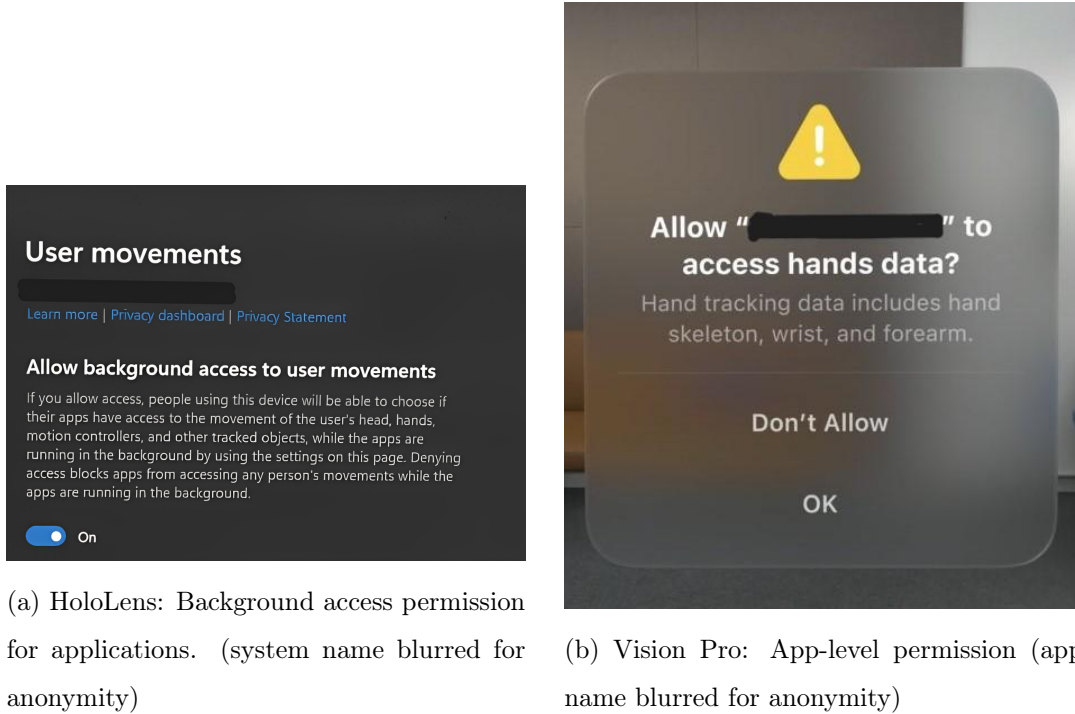 User movements
Learn more | Privacy dashboard | Privacy Statement
Allow background access to user movements
If you allow access, people using this device will be able to choose if
their apps have access to the movement of the user's head, hands,
motion controllers, and other tracked objects, while the apps are
running in the background by using the settings on this page. Denying
access blocks apps from accessing any person's movements while the
apps are running in the background.
On
(a) HoloLens: Background access permission
for applications. (system name blurred for
anonymity)
Allow “ ” to
access hands data?
Hand tracking data includes hand
skeleton, wrist, and forearm.
Don’t Allow
OK
(b) Vision Pro: App-level permission (app
name blurred for anonymity)